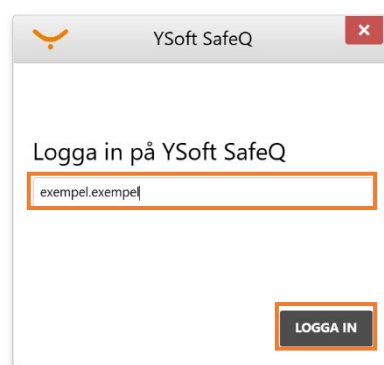 YSoft SafeQ
Logga in på YSoft SafeQ
exempel.exempel
LOGGA IN